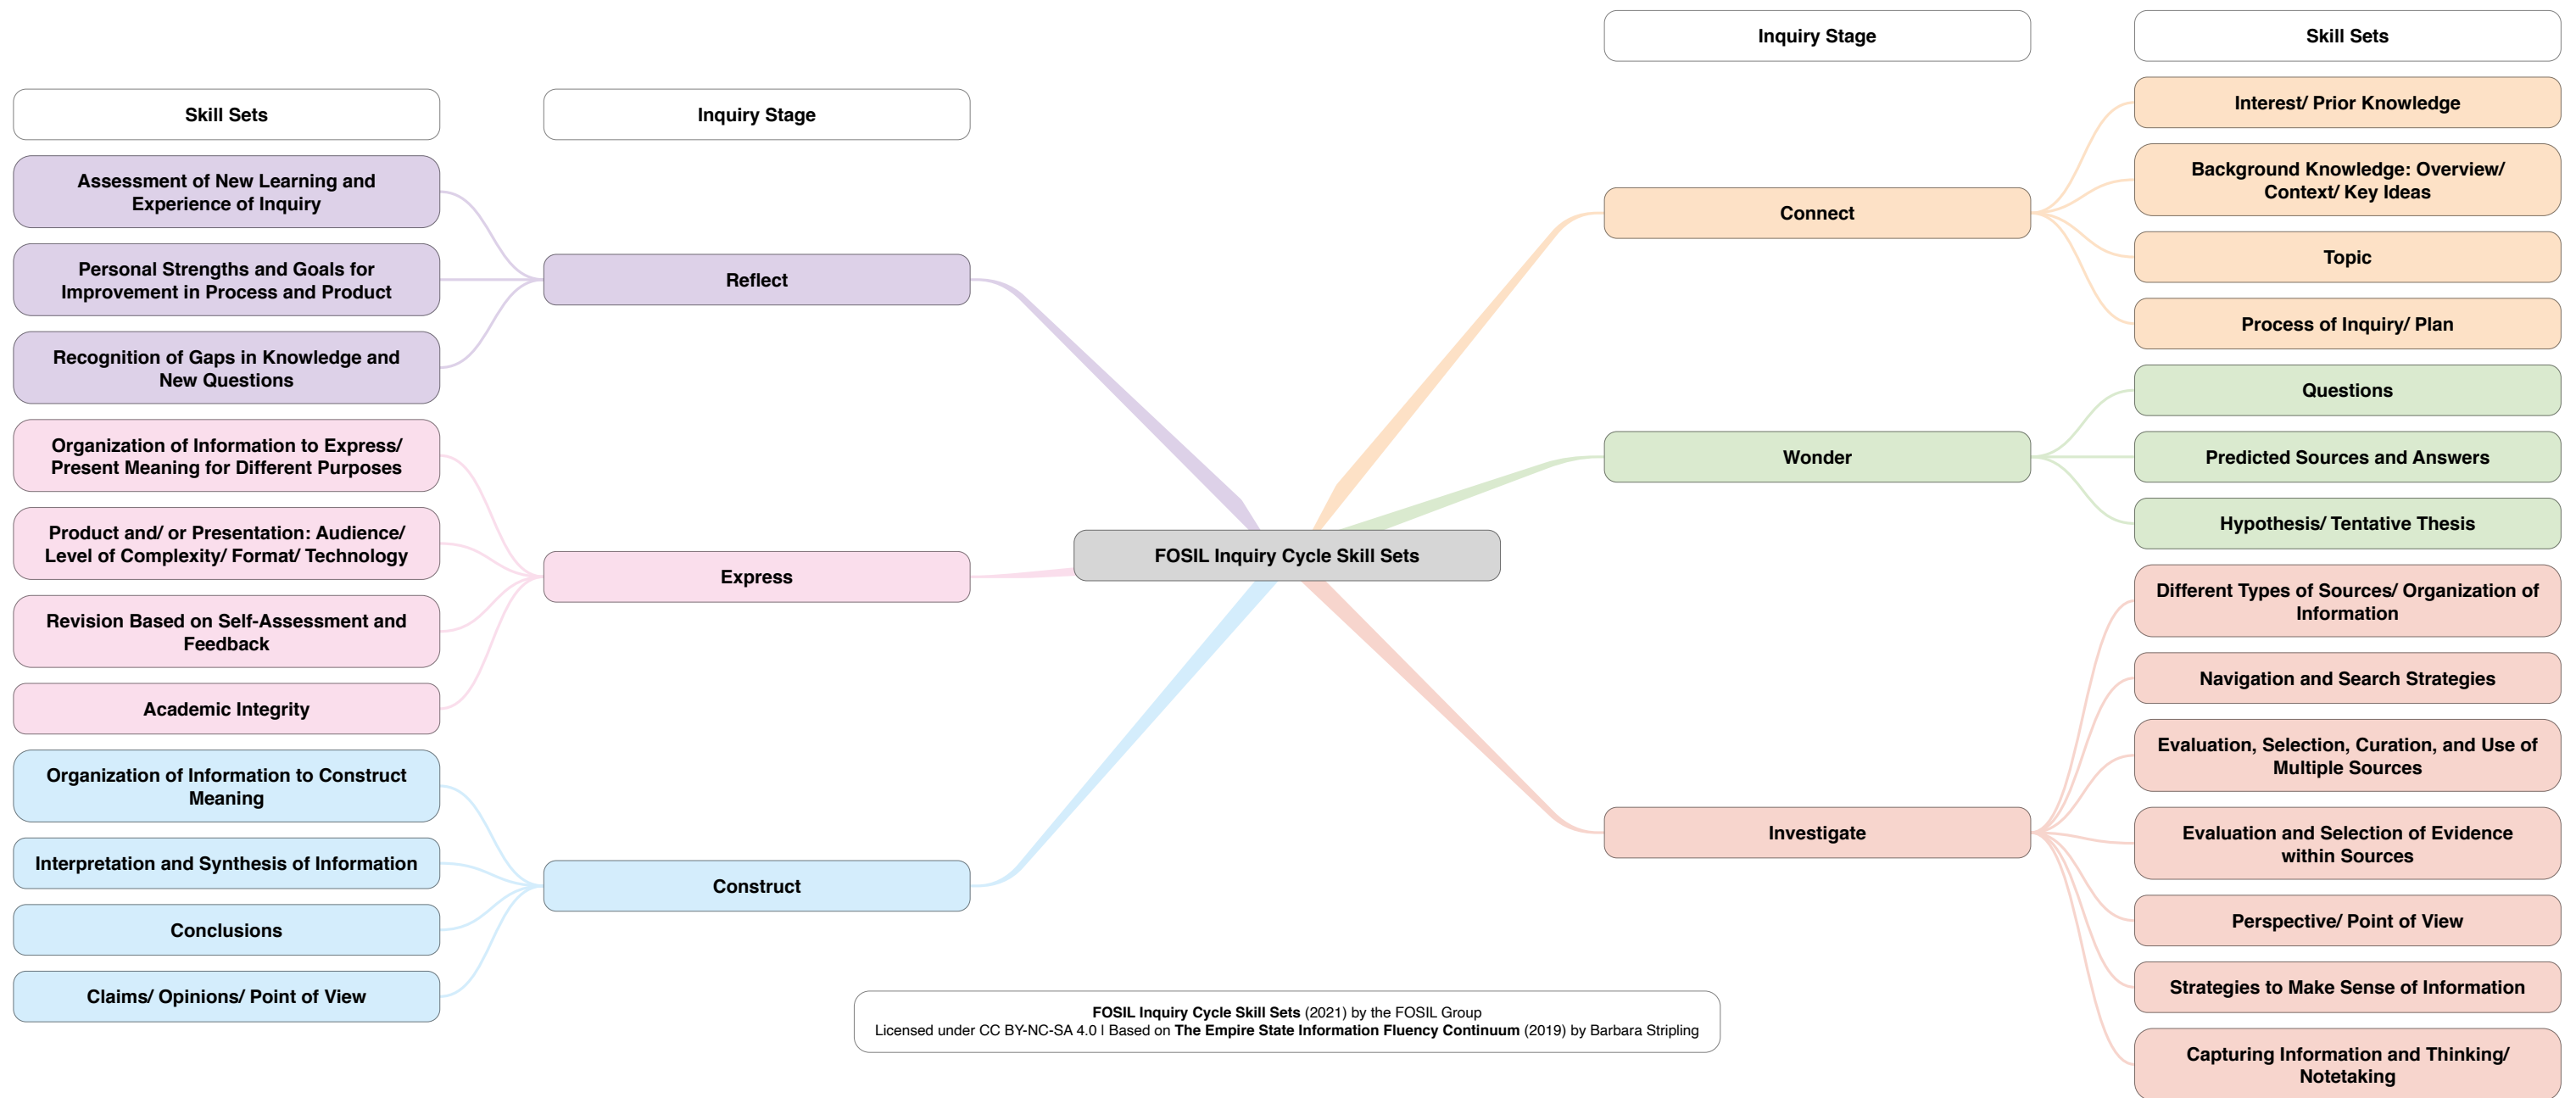 Skill Sets
Inquiry Stage
Assessment of New Learning and
Experience of Inquiry
Personal Strengths and Goals for
Improvement in Process and Product
Recognition of Gaps in Knowledge and
New Questions
Reflect
Organization of Information to Express/
Present Meaning for Different Purposes
Product and/ or Presentation: Audience/
Level of Complexity/ Format/ Technology
Revision Based on Self-Assessment and
Feedback
Academic Integrity
Express
Organization of Information to Construct
Meaning
Interpretation and Synthesis of Information
Conclusions
Claims/ Opinions/ Point of View
Construct
FOSIL Inquiry Cycle Skill Sets
Inquiry Stage
Skill Sets
Connect
Interest/ Prior Knowledge
Background Knowledge: Overview/
Context/ Key Ideas
Topic
Process of Inquiry/ Plan
Wonder
Questions
Predicted Sources and Answers
Hypothesis/ Tentative Thesis
Investigate
Different Types of Sources/ Organization of
Information
Navigation and Search Strategies
Evaluation, Selection, Curation, and Use of
Multiple Sources
Evaluation and Selection of Evidence
within Sources
Perspective/ Point of View
Strategies to Make Sense of Information
Capturing Information and Thinking/
Notetaking
FOSIL Inquiry Cycle Skill Sets (2021) by the FOSIL Group
Licensed under CC BY-NC-SA 4.0 | Based on The Empire State Information Fluency Continuum (2019) by Barbara Stripling